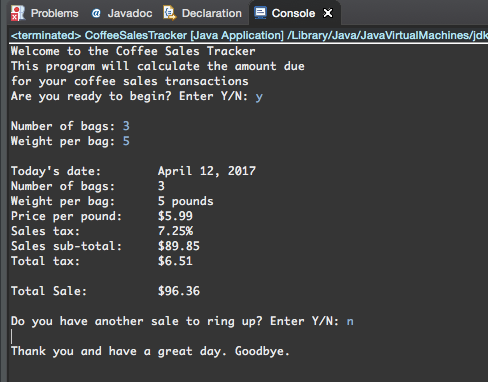 Problems @ Javadoc Declaration Console
<terminated> CoffeeSalesTracker [Java Application] /Library/Java/JavaVirtualMachines/jdk
Welcome to the Coffee Sales Tracker
This program will calculate the amount due
for your coffee sales transactions
Are you ready to begin? Enter Y/N: y
Number of bags: 3
Weight per bag: 5
Today's date: April 12, 2017
Number of bags: 3
Weight per bag: 5 pounds
Price per pound: $5.99
Sales tax: 7.25%
Sales sub-total: $89.85
Total tax: $6.51
Total Sale: $96.36
Do you have another sale to ring up? Enter Y/N: n
Thank you and have a great day. Goodbye.